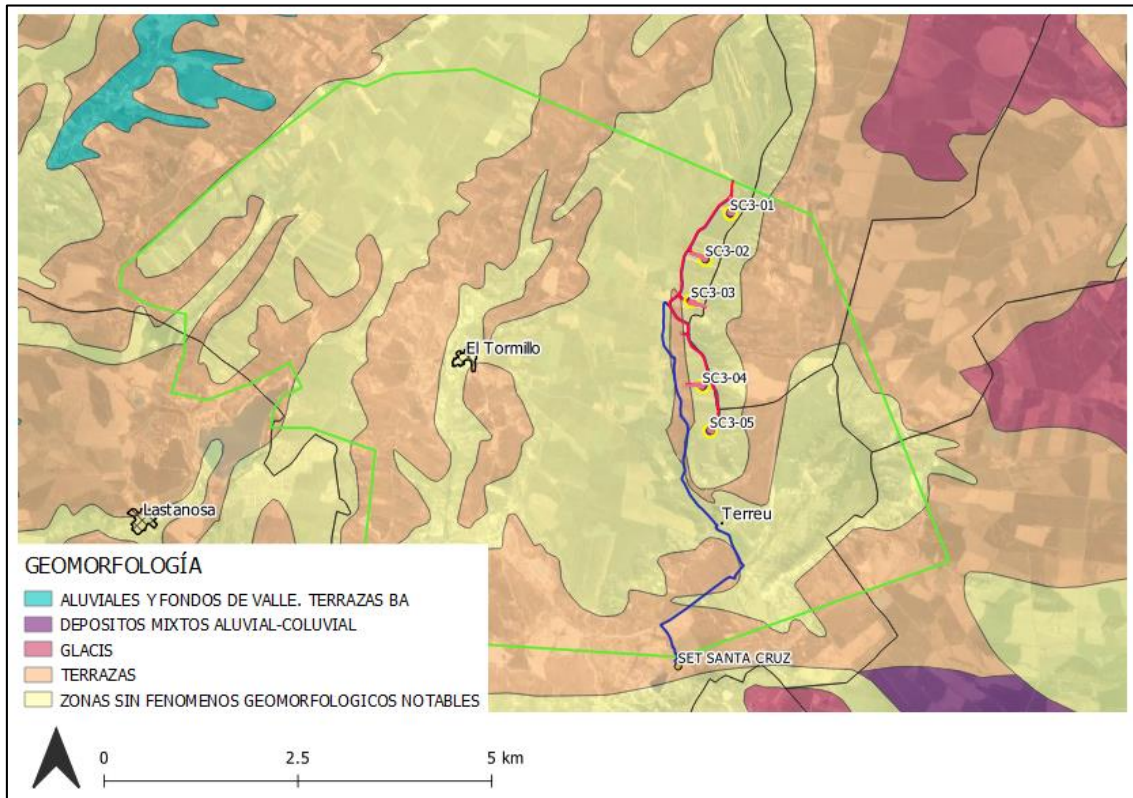 SC3-01
SC3-02
SC3-03
El Tormillo
SC3-04
SC3-05
Lastanosa
Terreu
SET SANTA CRUZ
GEOMORFOLOGÍA
ALUVIALES Y FONDOS DE VALLE. TERRAZAS BA
DEPOSITOS MIXTOS ALUVIAL-COLUVIAL
GLACIS
TERRAZAS
ZONAS SIN FENOMENOS GEOMORFOLOGICOS NOTABLES
0 2.5 5 km